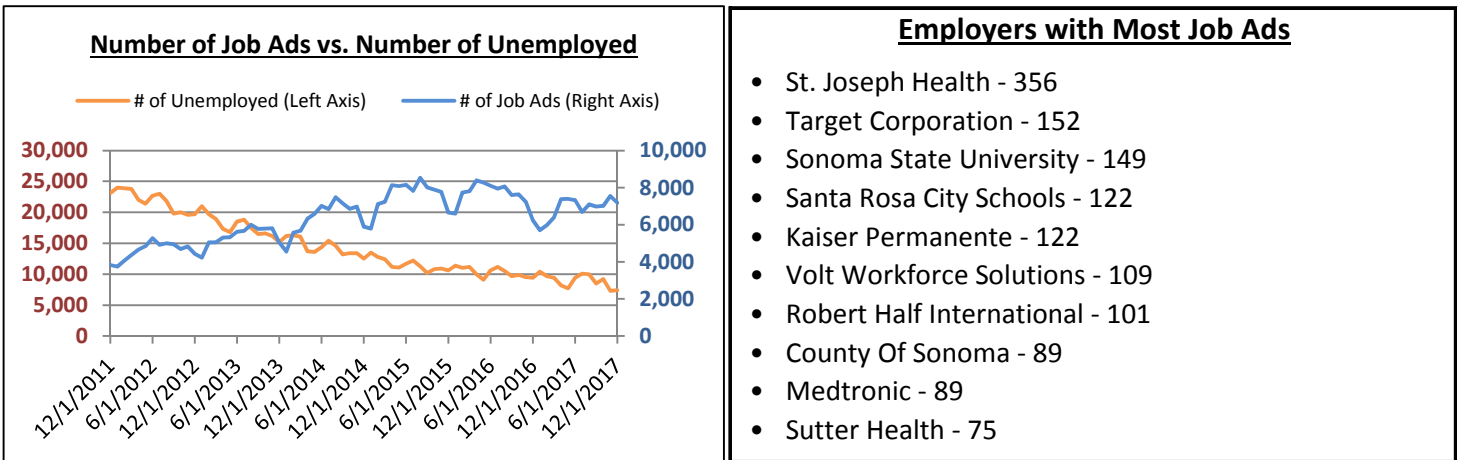 Number of Job Ads vs. Number of Unemployed
# of Unemployed (Left Axis) # of Job Ads (Right Axis)
30,000
25,000
20,000
15,000
10,000
5,000
0
10,000
8,000
6,000
4,000
2,000
0
12/1/2011
6/1/2012
12/1/2012
6/1/2013
12/1/2013
6/1/2014
12/1/2014
6/1/2015
12/1/2015
6/1/2016
12/1/2016
6/1/2017
12/1/2017
Employers with Most Job Ads
• St. Joseph Health - 356
• Target Corporation - 152
• Sonoma State University - 149
• Santa Rosa City Schools - 122
• Kaiser Permanente - 122
• Volt Workforce Solutions - 109
• Robert Half International - 101
• County Of Sonoma - 89
• Medtronic - 89
• Sutter Health - 75